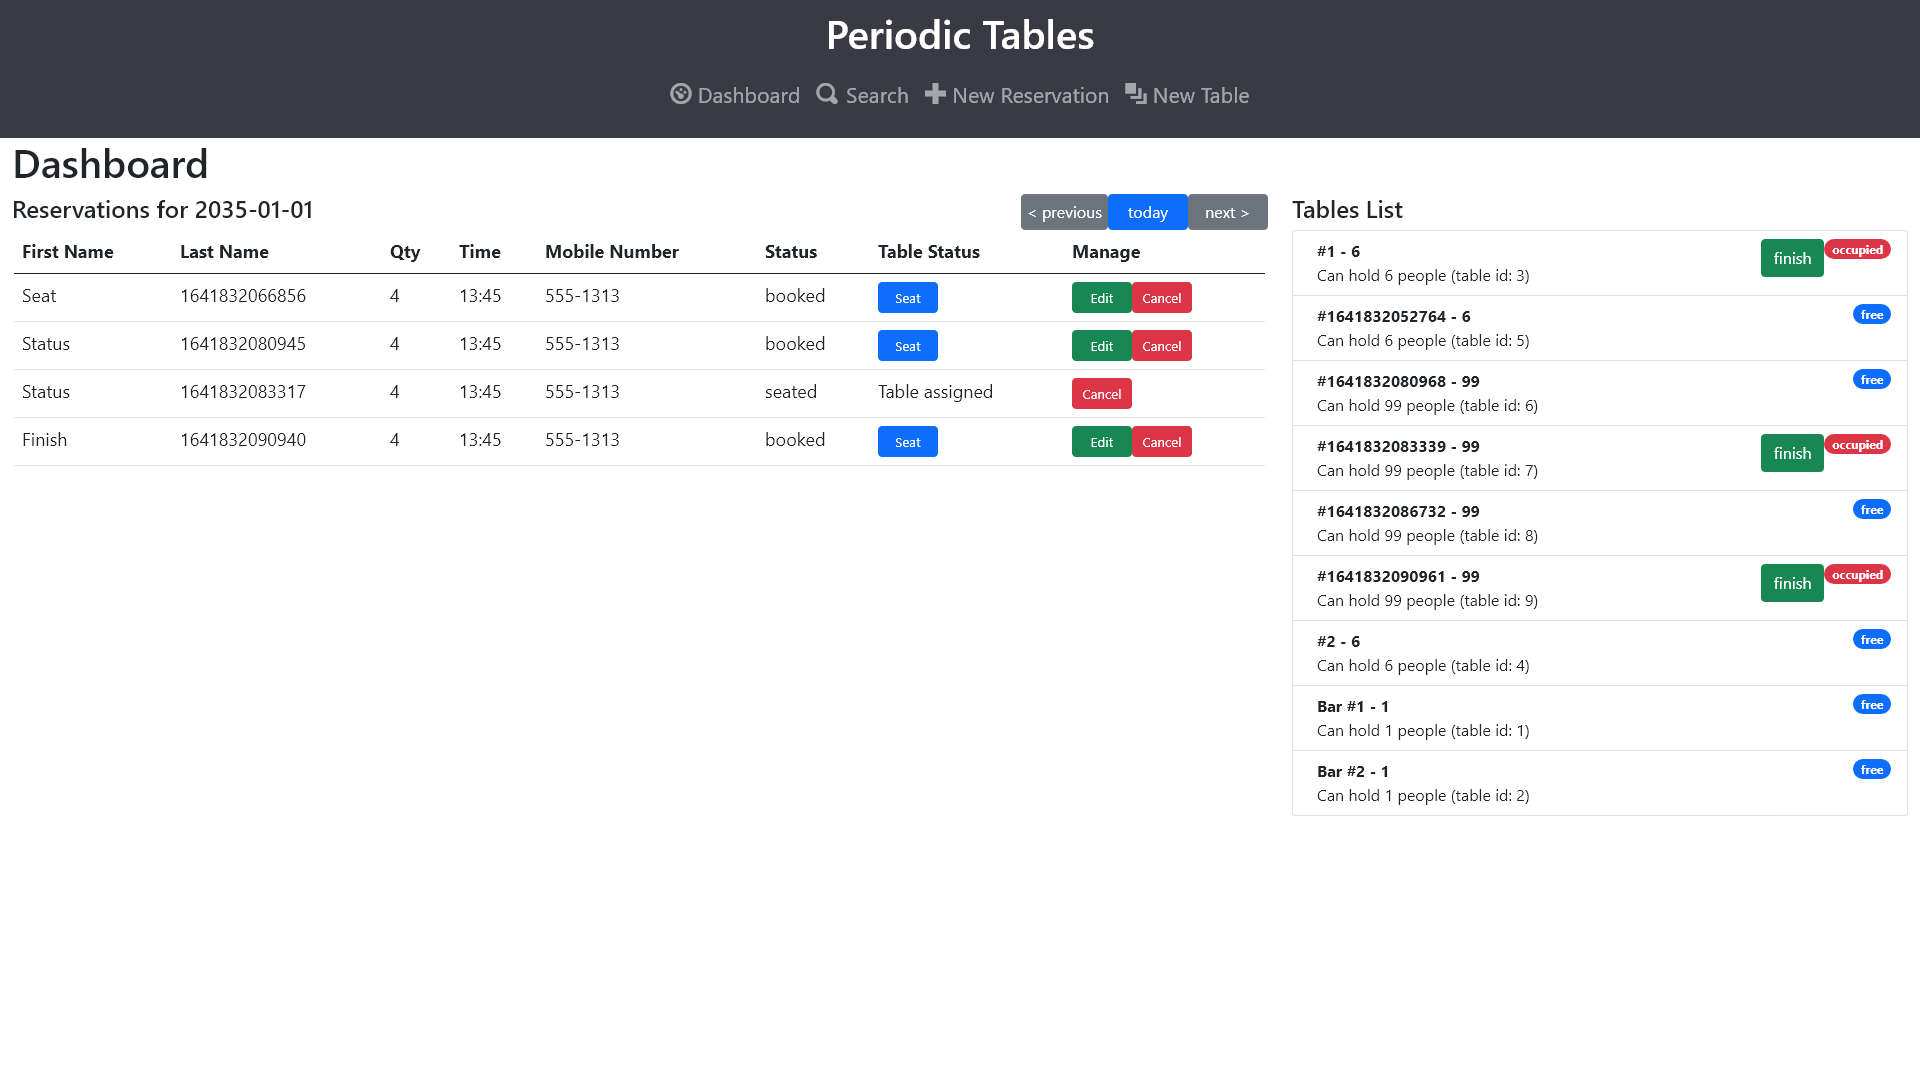 Periodic Tables
Dashboard Search New Reservation New Table
Dashboard
Reservations for 2035-01-01
< previous today next >
First Name Last Name Qty Time Mobile Number Status Table Status Manage
Seat 1641832066856 4 13:45 555-1313 booked Seat Edit Cancel
Status 1641832080945 4 13:45 555-1313 booked Seat Edit Cancel
Status 1641832083317 4 13:45 555-1313 seated Table assigned Cancel
Finish 1641832090940 4 13:45 555-1313 booked Seat Edit Cancel
Tables List
#1 - 6 finish occupied
Can hold 6 people (table id: 3)
#1641832052764 - 6 free
Can hold 6 people (table id: 5)
#1641832080968 - 99 free
Can hold 99 people (table id: 6)
#1641832083339 - 99 finish occupied
Can hold 99 people (table id: 7)
#1641832086732 - 99 free
Can hold 99 people (table id: 8)
#1641832090961 - 99 finish occupied
Can hold 99 people (table id: 9)
#2 - 6 free
Can hold 6 people (table id: 4)
Bar #1 - 1 free
Can hold 1 people (table id: 1)
Bar #2 - 1 free
Can hold 1 people (table id: 2)